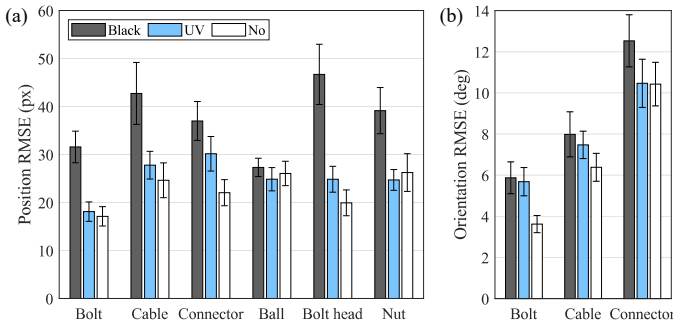 (a)
Position RMSE (px)
60
50
40
30
20
10
0
Black UV No
Bolt Cable Connector Ball Bolt head Nut
(b)
Orientation RMSE (deg)
14
12
10
8
6
4
2
0
Bolt Cable Connector